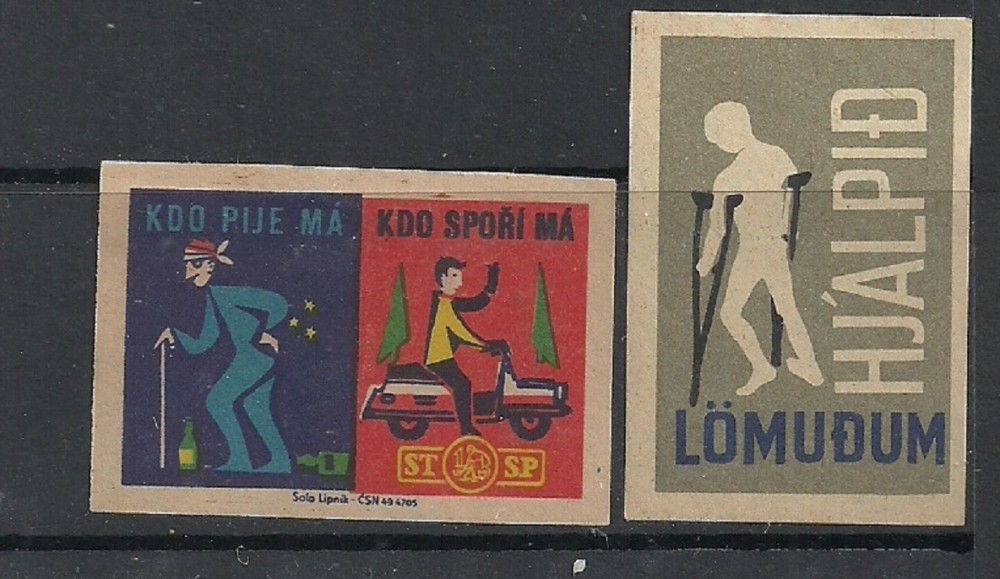 KDO PIJE MÁ
KDO SPOŘÍ MÁ
ST SP
Solo Lipník - ČSN 49 4705
HJÁLPIÐ
LÖMUÐUM